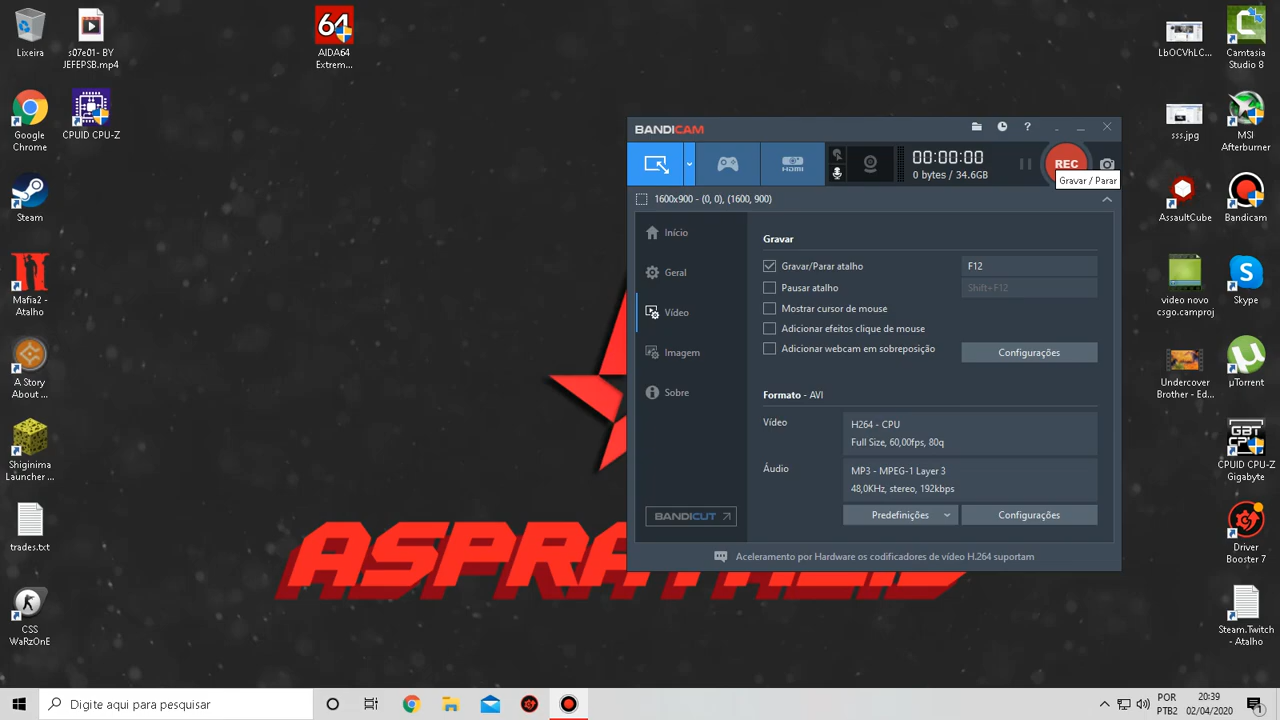 Lixeira
s07e01- BY
JEFEPSB.mp4
64
AIDA64
Extrem...
LbOCVhLC...
Camtasia
Studio 8
Google
Chrome
CPUID CPU-Z
sss.jpg
MSI
Afterburner
Steam
AssaultCube
Bandicam
Mafia2 -
Atalho
video novo
csgo.camproj
Skype
A Story
About ...
Undercover
Brother - Ed...
µTorrent
Shiginima
Launcher ...
GBT
CPU
CPUID CPU-Z
Gigabyte
trades.txt
Driver
Booster 7
CSS
WaRzOnE
Steam.Twitch
- Atalho
BANDICAM
?
HDMI
00:00:00
0 bytes / 34.6GB
REC
Gravar / Parar
1600x900 - (0, 0), (1600, 900)
Início
Geral
Vídeo
Imagem
Sobre
BANDICUT
Gravar
Gravar/Parar atalho
F12
Pausar atalho
Shift+F12
Mostrar cursor de mouse
Adicionar efeitos clique de mouse
Adicionar webcam em sobreposição
Configurações
Formato - AVI
Vídeo
H264 - CPU
Full Size, 60,00fps, 80q
Áudio
MP3 - MPEG-1 Layer 3
48,0KHz, stereo, 192kbps
Predefinições
Configurações
Aceleramento por Hardware os codificadores de vídeo H.264 suportam
Digite aqui para pesquisar
POR
PTB2
20:39
02/04/2020
1